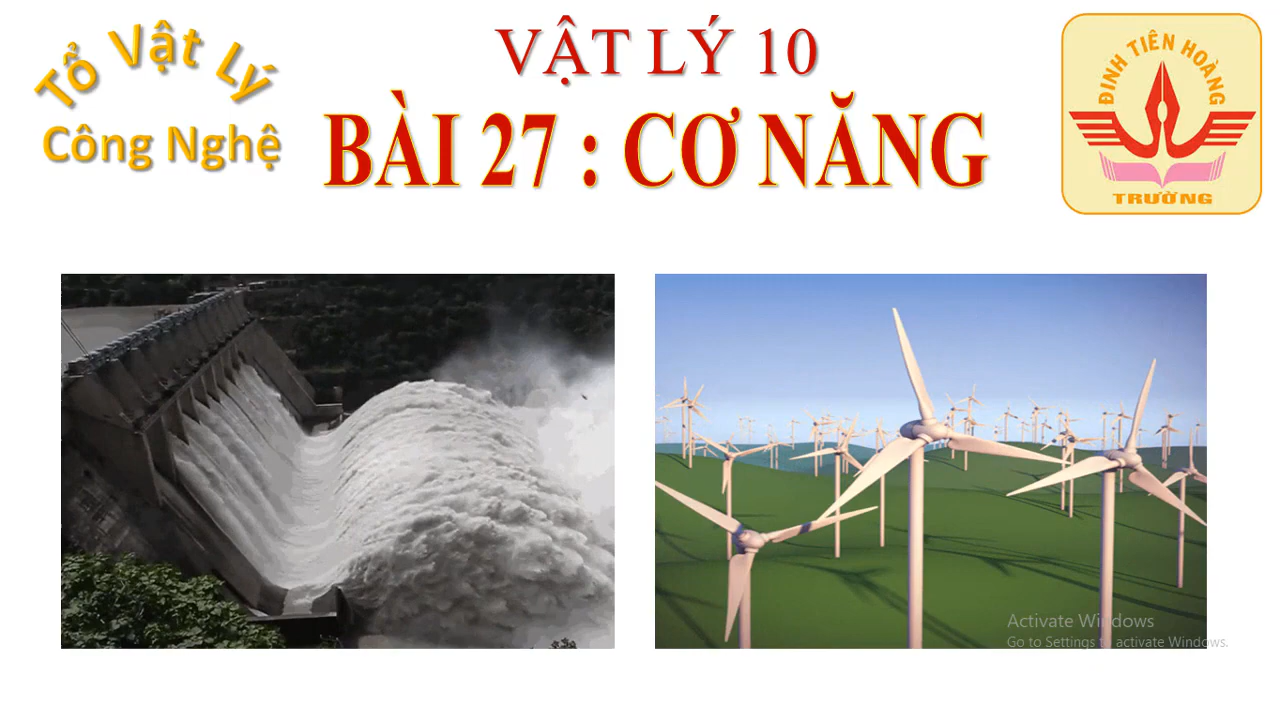 Tổ Vật Lý
Công Nghệ
VẬT LÝ 10
BÀI 27 : CƠ NĂNG
ĐINH TIÊN HOÀNG
TRƯỜNG
Activate Windows
Go to Settings to activate Windows.